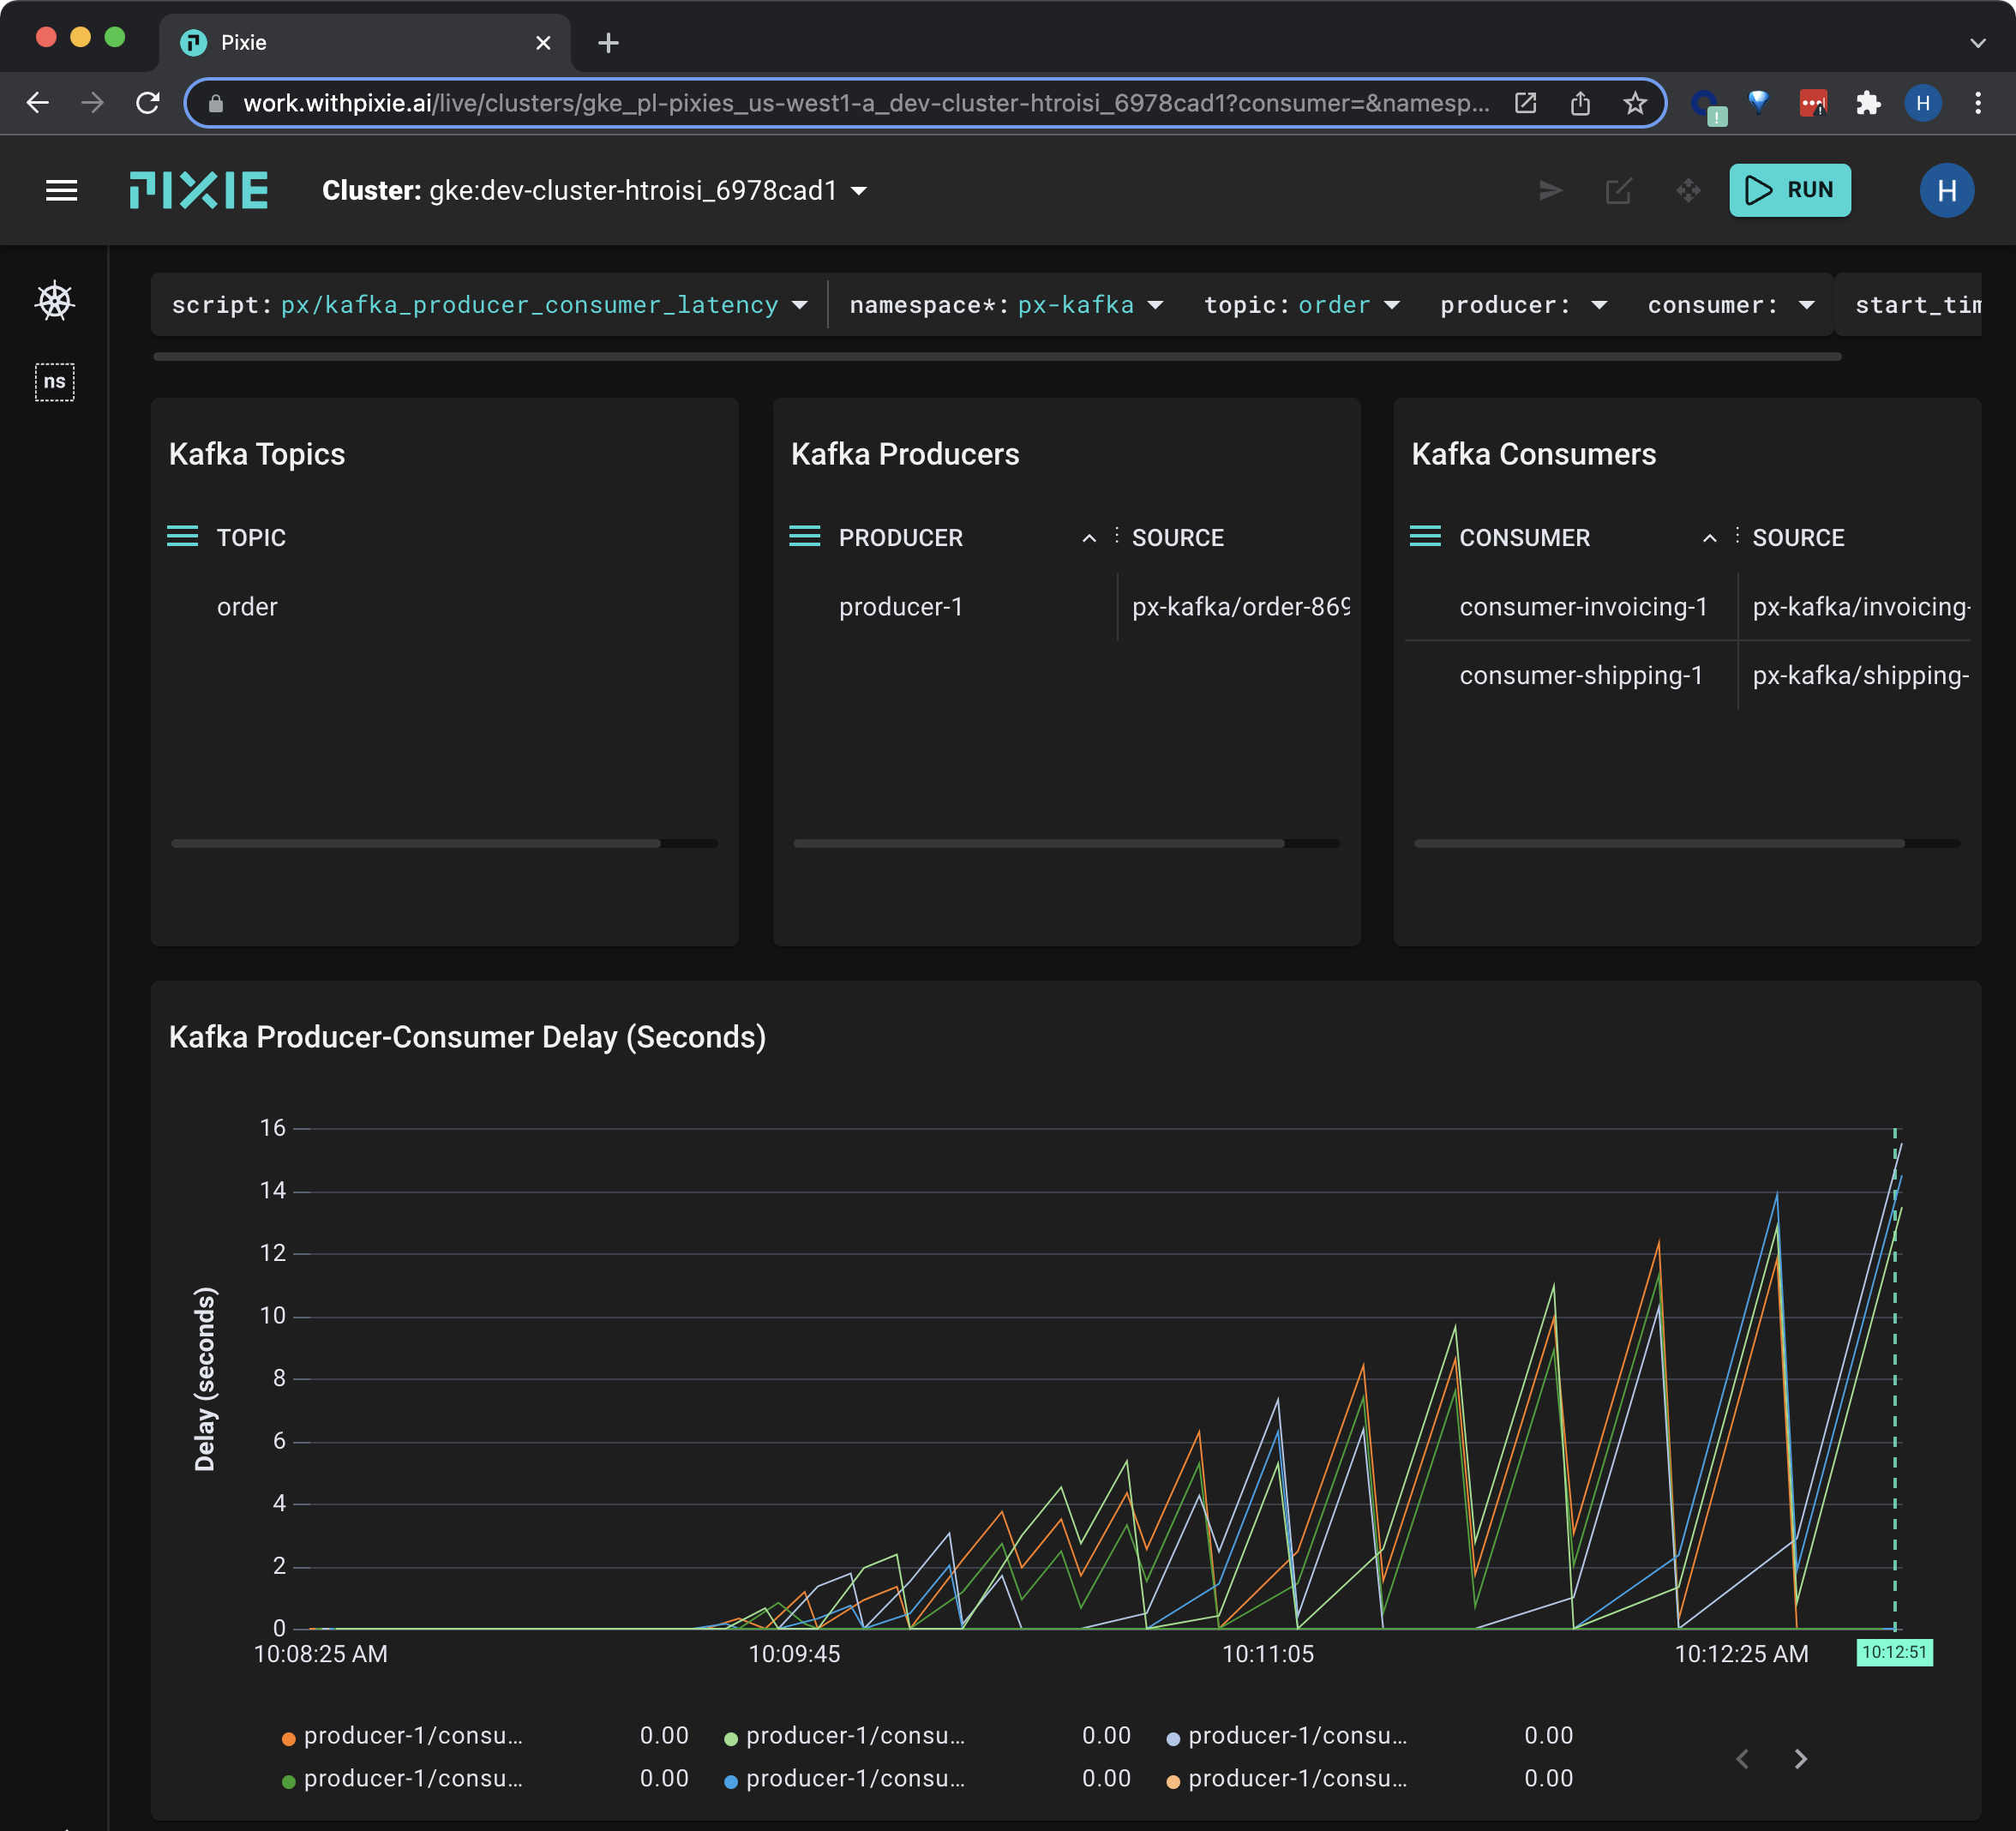 Pixie
work.withpixie.ai/live/clusters/gke_pl-pixies_us-west1-a_dev-cluster-htroisi_6978cad1?consumer=&namesp...
H
PIXIE
Cluster: gke:dev-cluster-htroisi_6978cad1
RUN
H
script: px/kafka_producer_consumer_latency
namespace*: px-kafka
topic: order
producer:
consumer:
start_tim
ns
Kafka Topics
TOPIC
order
Kafka Producers
PRODUCER
SOURCE
producer-1
px-kafka/order-869
Kafka Consumers
CONSUMER
SOURCE
consumer-invoicing-1
px-kafka/invoicing-
consumer-shipping-1
px-kafka/shipping-
Kafka Producer-Consumer Delay (Seconds)
Delay (seconds)
16
14
12
10
8
6
4
2
0
10:08:25 AM
10:09:45
10:11:05
10:12:25 AM
10:12:51
producer-1/consu... 0.00
producer-1/consu... 0.00
producer-1/consu... 0.00
producer-1/consu... 0.00
producer-1/consu... 0.00
producer-1/consu... 0.00